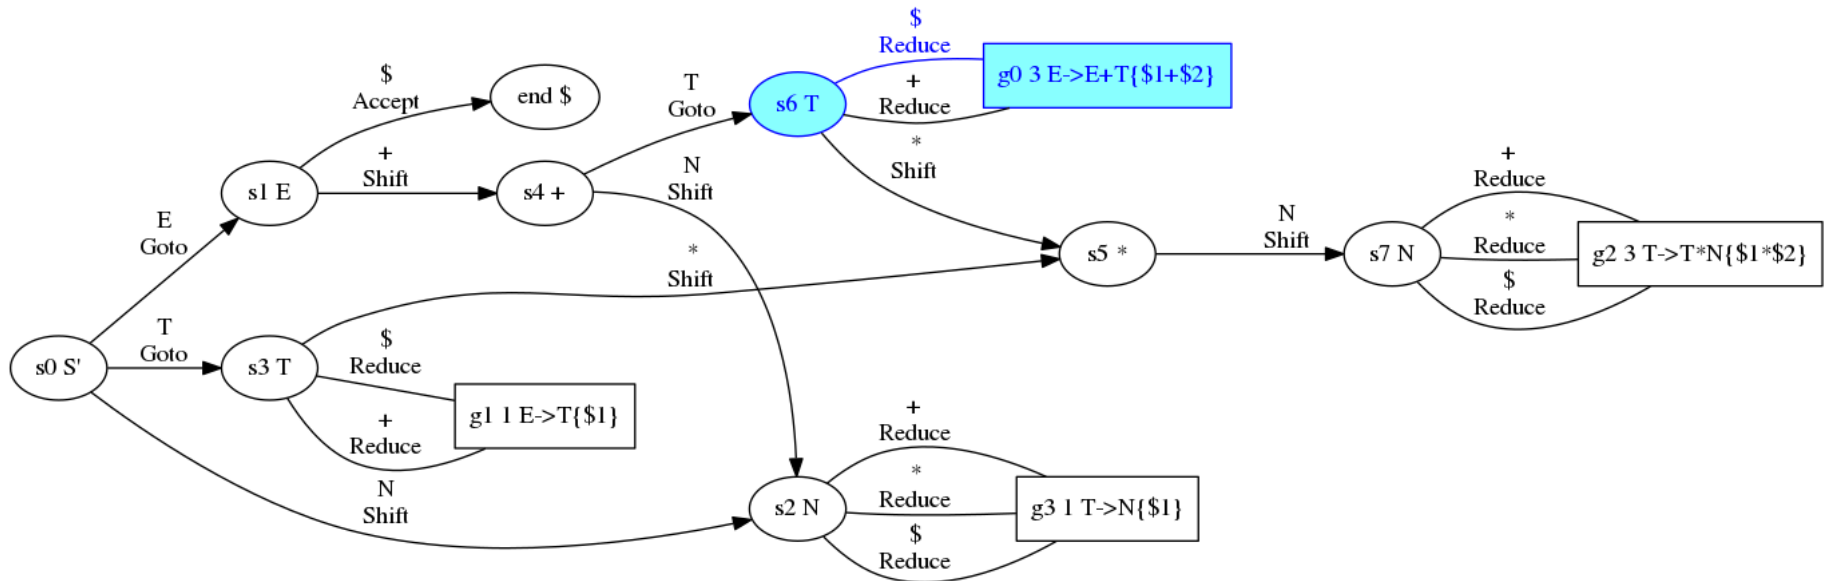 $
Reduce
g0 3 E->E+T{$1+$2}
$
Accept
end $
T
Goto
s6 T
+
Reduce
*
Shift
+
Shift
N
Shift
s1 E
s4 +
+
Reduce
E
Goto
*
Shift
s5 *
N
Shift
s7 N
*
Reduce
g2 3 T->T*N{$1*$2}
$
Reduce
T
Goto
s0 S'
s3 T
$
Reduce
g1 1 E->T{$1}
+
Reduce
+
Reduce
N
Shift
s2 N
*
Reduce
g3 1 T->N{$1}
$
Reduce